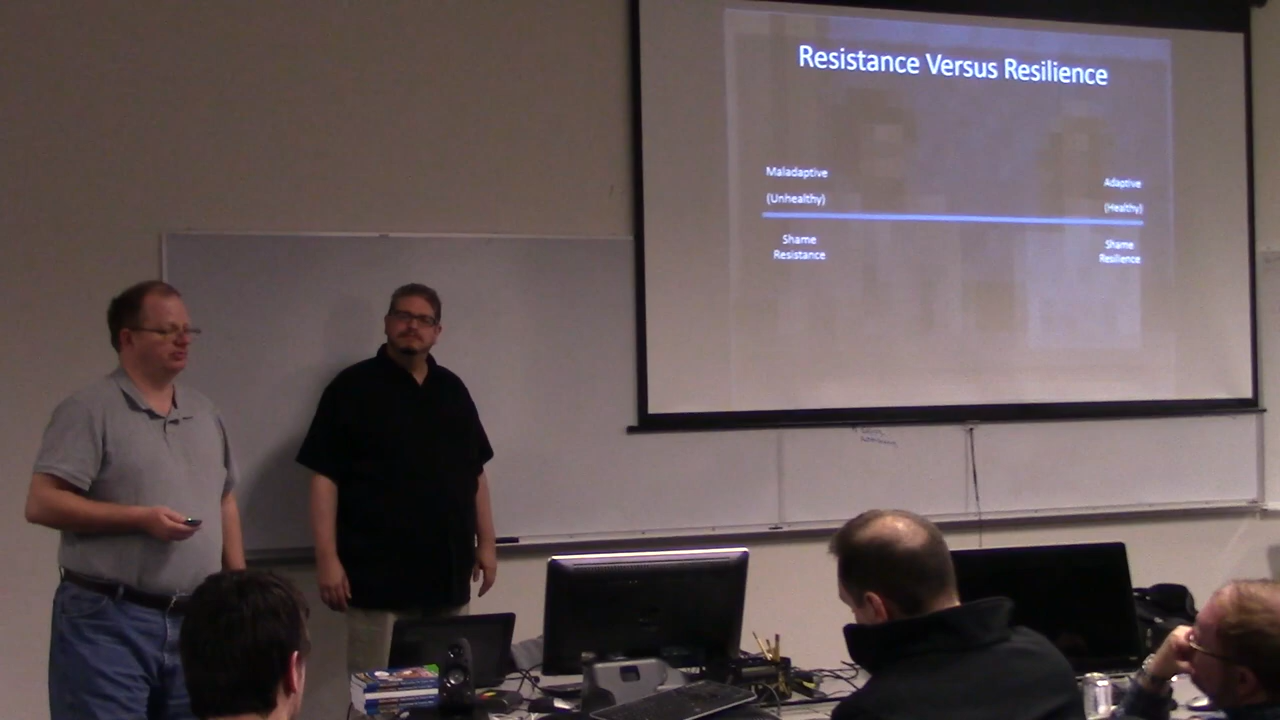 Resistance Versus Resilience
Maladaptive
(Unhealthy)
Adaptive
(Healthy)
Shame
Resistance
Shame
Resilience